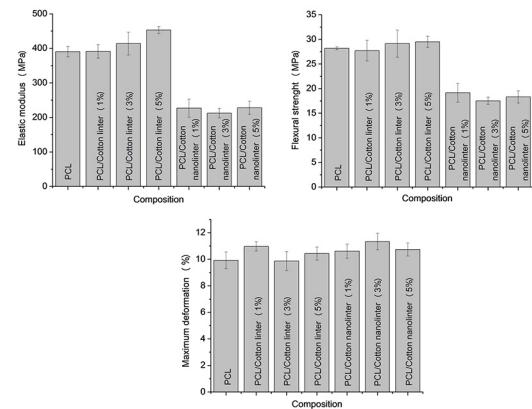 Elastic modulus (MPa)
500
400
300
200
100
0
PCL
PCL/Cotton linter (1%)
PCL/Cotton linter (3%)
PCL/Cotton linter (5%)
PCL/Cotton
nanolinter (1%)
PCL/Cotton
nanolinter (3%)
PCL/Cotton
nanolinter (5%)
Composition
Flexural strenght (MPa)
35
30
25
20
15
10
5
0
PCL
PCL/Cotton linter (1%)
PCL/Cotton linter (3%)
PCL/Cotton linter (5%)
PCL/Cotton
nanolinter (1%)
PCL/Cotton
nanolinter (3%)
PCL/Cotton
nanolinter (5%)
Composition
Maximum deformation (%)
12
10
8
6
4
2
0
PCL
PCL/Cotton linter (1%)
PCL/Cotton linter (3%)
PCL/Cotton linter (5%)
PCL/Cotton nanolinter (1%)
PCL/Cotton nanolinter (3%)
PCL/Cotton nanolinter (5%)
Composition